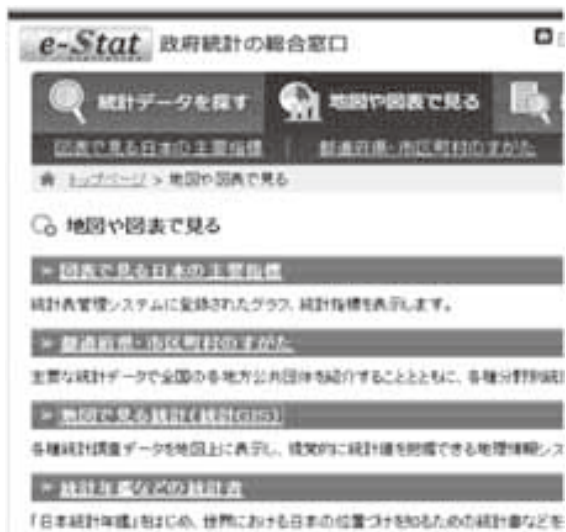 e-Stat 政府統計の総合窓口
統計データを探す 地図や図表で見る
図表で見る日本の主要指標 | 都道府県・市区町村のすがた
トップページ > 地図や図表で見る
地図や図表で見る
» 図表で見る日本の主要指標
統計表管理システムに登録されたグラフ、統計指標を表示します。
» 都道府県・市区町村のすがた
主要な統計データで全国の各地方公共団体を紹介することとともに、各種分野別統計
» 地図で見る統計(統計GIS)
各種統計調査データを地図上に表示し、視覚的に統計値を把握できる地理情報シス
» 統計年鑑などの統計書
「日本統計年鑑」をはじめ、世界における日本の位置づけを知るための統計書などを